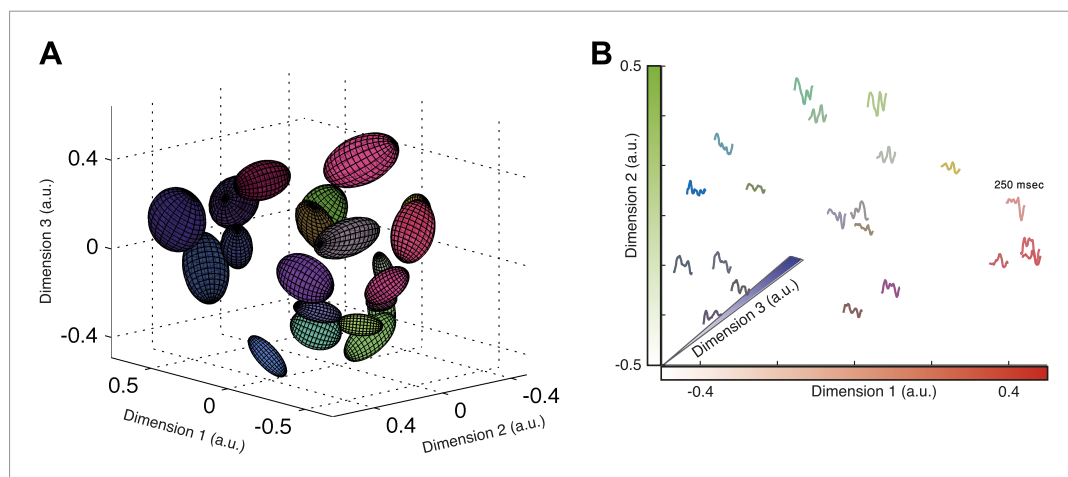 A
0.4
0
-0.4
Dimension 3 (a.u.)
0.5
0
-0.5
Dimension 1 (a.u.)
0.4
0
-0.4
Dimension 2 (a.u.)
B
0.5
-0.5
Dimension 2 (a.u.)
250 msec
Dimension 3 (a.u.)
-0.4
Dimension 1 (a.u.)
0.4